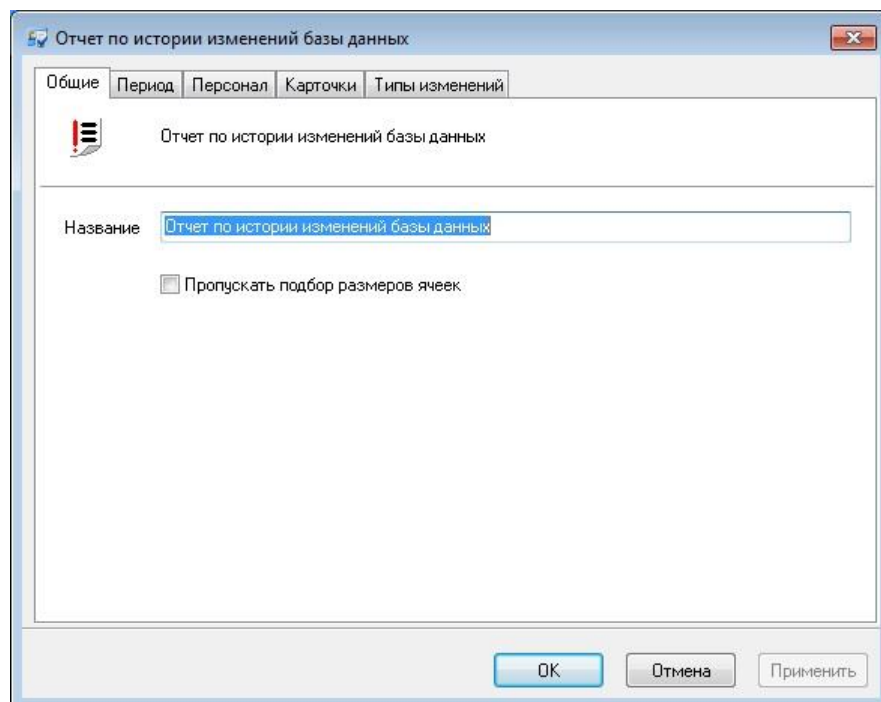 Отчет по истории изменений базы данных
Общие Период Персонал Карточки Типы изменений
Отчет по истории изменений базы данных
Название Отчет по истории изменений базы данных
Пропускать подбор размеров ячеек
ОК Отмена Применить